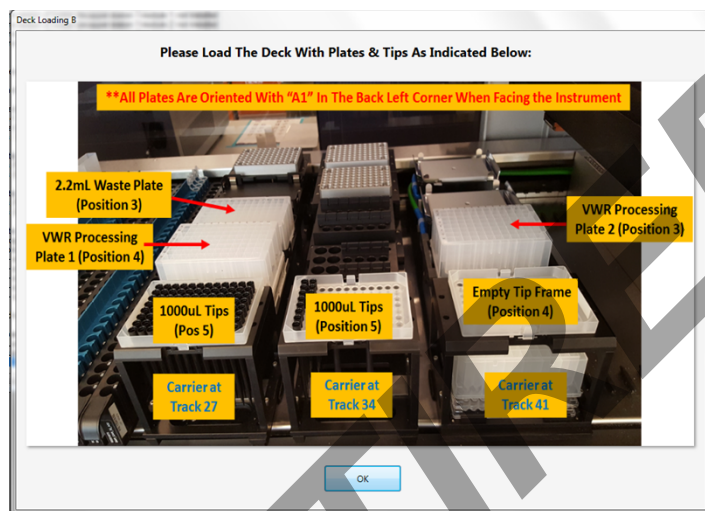 Deck Loading B
Please Load The Deck With Plates & Tips As Indicated Below:
**All Plates Are Oriented With "A1" In The Back Left Corner When Facing the Instrument
2.2mL Waste Plate
(Position 3)
VWR Processing
Plate 1 (Position 4)
VWR Processing
Plate 2 (Position 3)
1000uL Tips
(Pos 5)
1000uL Tips
(Position 5)
Empty Tip Frame
(Position 4)
Carrier at
Track 27
Carrier at
Track 34
Carrier at
Track 41
OK